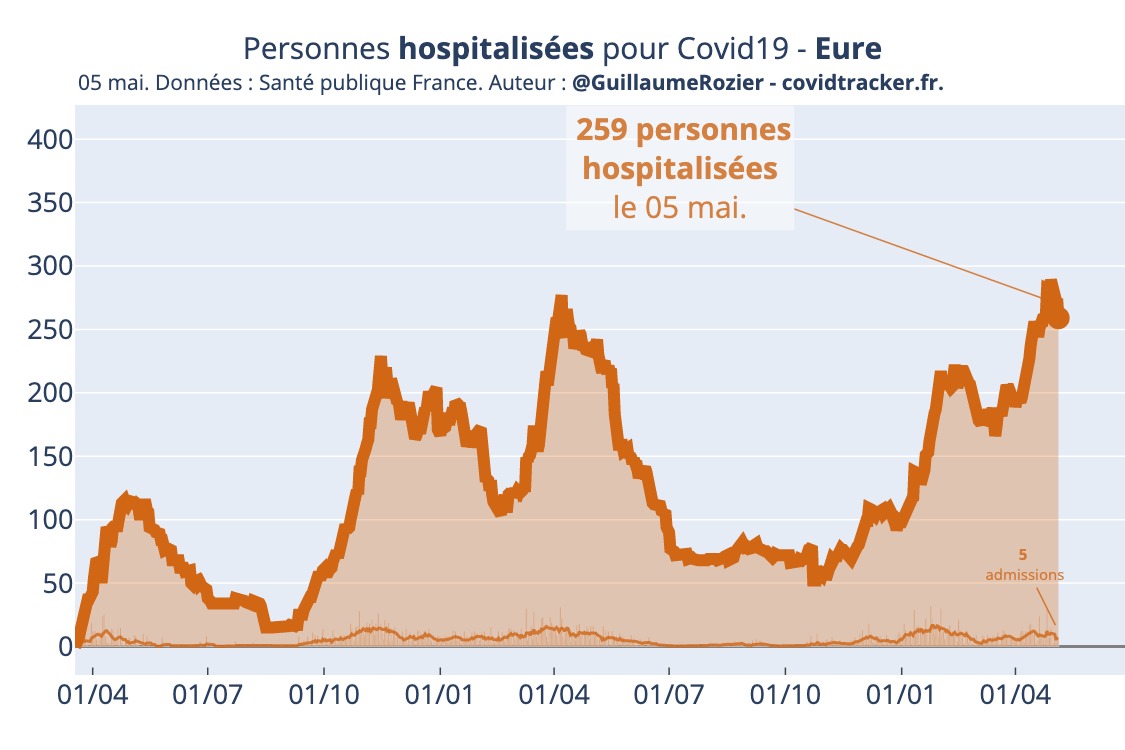 Personnes hospitalisées pour Covid19 - Eure
05 mai. Données : Santé publique France. Auteur : @GuillaumeRozier - covidtracker.fr.
259 personnes
hospitalisées
le 05 mai.
400
350
300
250
200
150
100
50
0
5
admissions
01/04 01/07 01/10 01/01 01/04 01/07 01/10 01/01 01/04